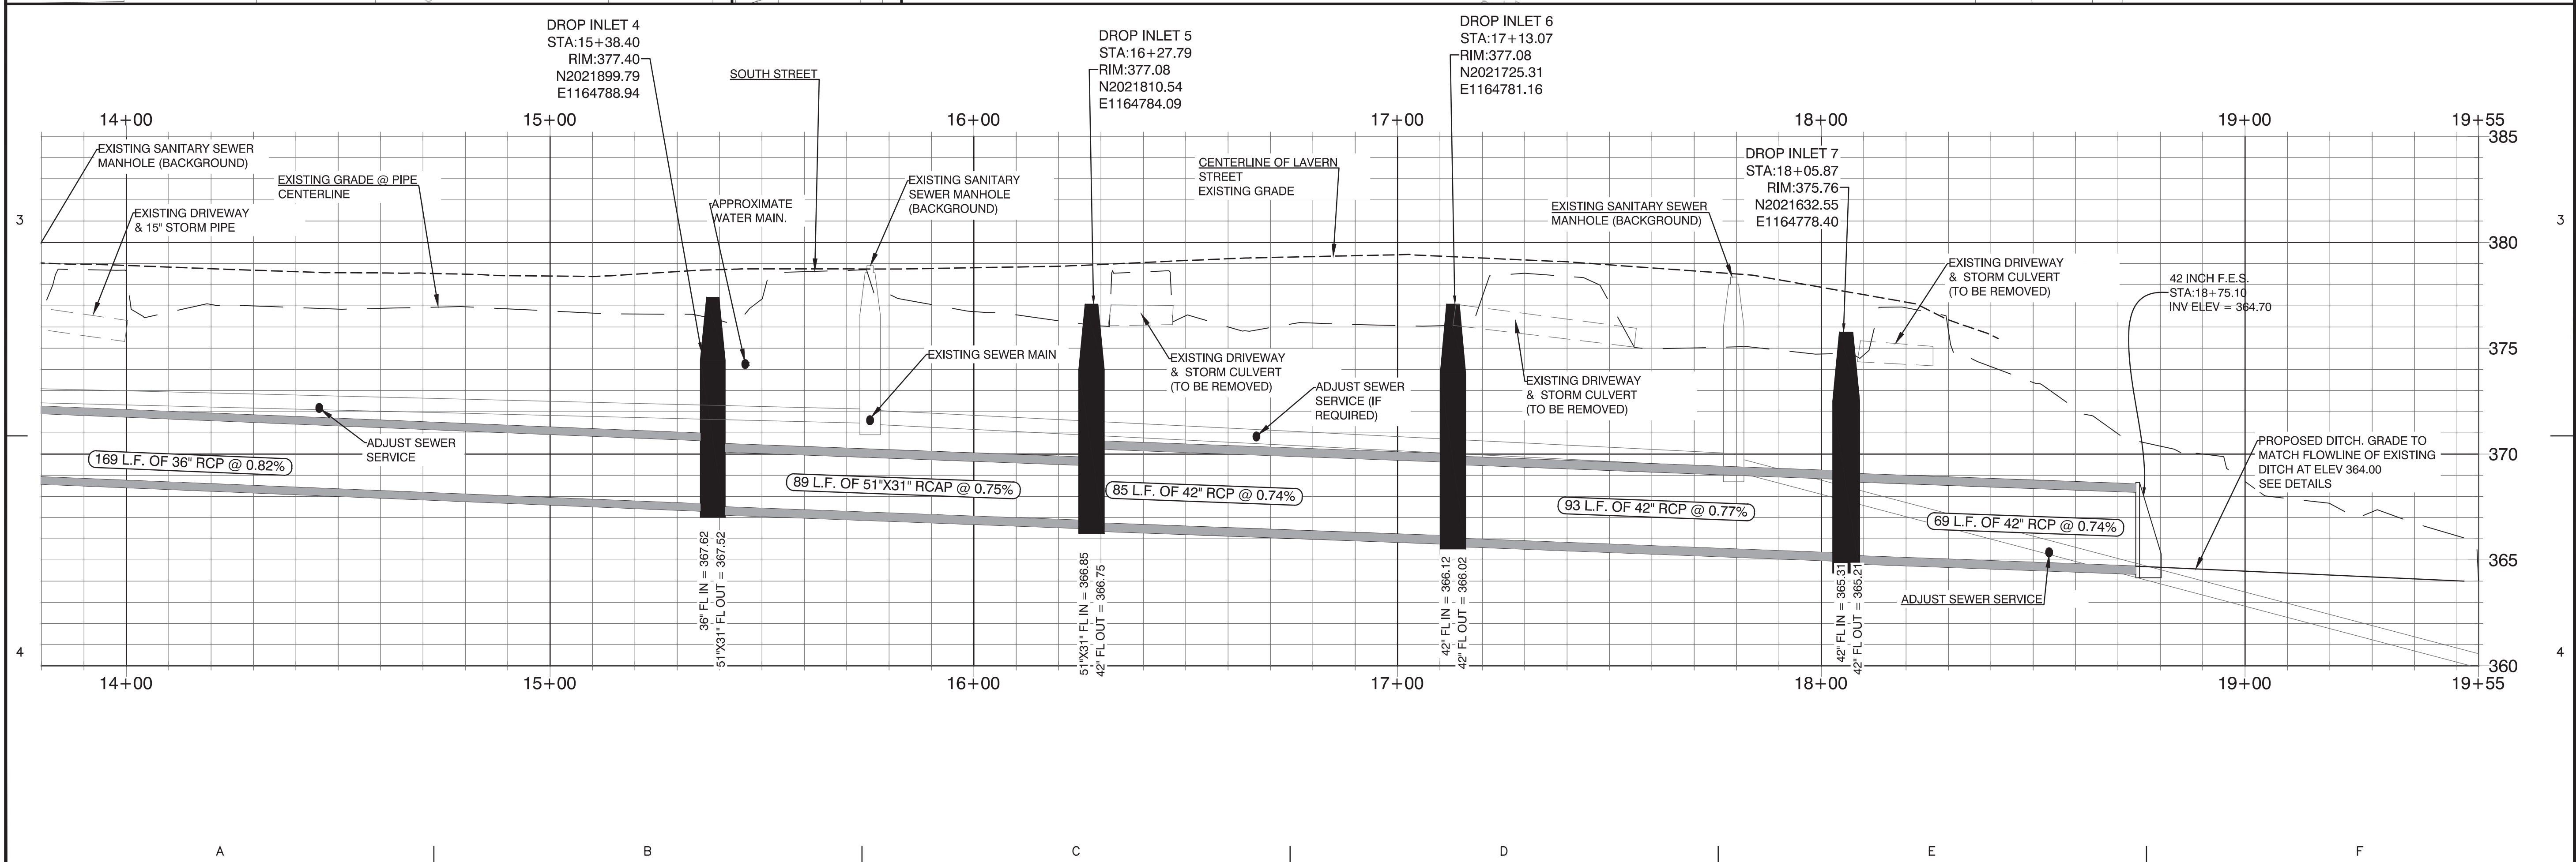 DROP INLET 4
STA:15+38.40
RIM:377.40
N2021899.79
E1164788.94
SOUTH STREET
DROP INLET 5
STA:16+27.79
RIM:377.08
N2021810.54
E1164784.09
DROP INLET 6
STA:17+13.07
RIM:377.08
N2021725.31
E1164781.16
14+00
15+00
16+00
17+00
18+00
19+00
19+55
385
EXISTING SANITARY SEWER
MANHOLE (BACKGROUND)
EXISTING GRADE @ PIPE
CENTERLINE
EXISTING DRIVEWAY
& 15" STORM PIPE
APPROXIMATE
WATER MAIN.
EXISTING SANITARY
SEWER MANHOLE
(BACKGROUND)
CENTERLINE OF LAVERN
STREET
EXISTING GRADE
EXISTING SANITARY SEWER
MANHOLE (BACKGROUND)
DROP INLET 7
STA:18+05.87
RIM:375.76
N2021632.55
E1164778.40
3
3
380
EXISTING DRIVEWAY
& STORM CULVERT
(TO BE REMOVED)
42 INCH F.E.S.
STA:18+75.10
INV ELEV = 364.70
375
EXISTING SEWER MAIN
EXISTING DRIVEWAY
& STORM CULVERT
(TO BE REMOVED)
ADJUST SEWER
SERVICE (IF
REQUIRED)
EXISTING DRIVEWAY
& STORM CULVERT
(TO BE REMOVED)
ADJUST SEWER
SERVICE
PROPOSED DITCH. GRADE TO
MATCH FLOWLINE OF EXISTING
DITCH AT ELEV 364.00
SEE DETAILS
370
169 L.F. OF 36" RCP @ 0.82%
89 L.F. OF 51"X31" RCAP @ 0.75%
85 L.F. OF 42" RCP @ 0.74%
93 L.F. OF 42" RCP @ 0.77%
69 L.F. OF 42" RCP @ 0.74%
365
36" FL IN = 367.62
51"X31" FL OUT = 367.52
51"X31" FL IN = 366.85
42" FL OUT = 366.75
42" FL IN = 366.12
42" FL OUT = 366.02
42" FL IN = 365.31
42" FL OUT = 365.21
ADJUST SEWER SERVICE
4
4
360
14+00
15+00
16+00
17+00
18+00
19+00
19+55
A
B
C
D
E
F